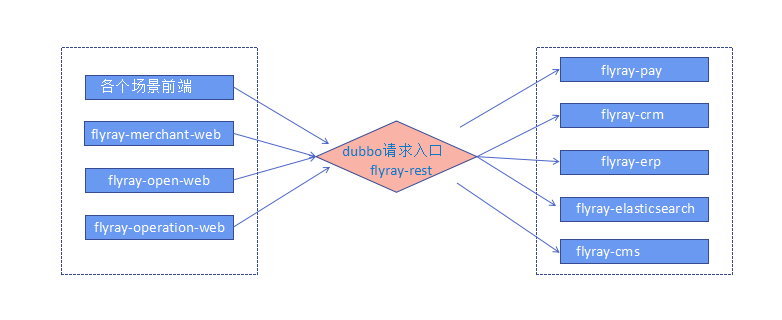 各个场景前端
flyray-merchant-web
flyray-open-web
flyray-operation-web
dubbo请求入口
flyray-rest
flyray-pay
flyray-crm
flyray-erp
flyray-elasticsearch
flyray-cms